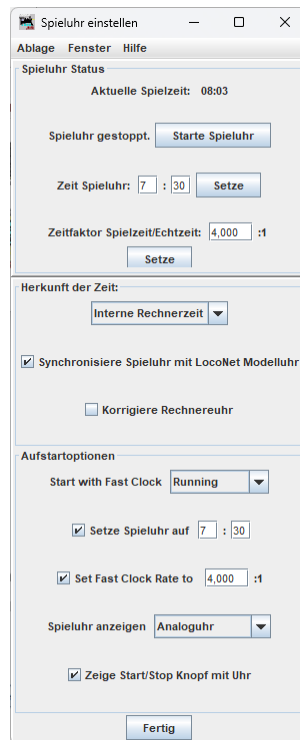 Spieluhr einstellen
Ablage Fenster Hilfe
Spieluhr Status
Aktuelle Spielzeit: 08:03
Spieluhr gestoppt. Starte Spieluhr
Zeit Spieluhr: 7 : 30 Setze
Zeitfaktor Spielzeit/Echtzeit: 4,000 :1
Setze
Herkunft der Zeit:
Interne Rechnerzeit
Synchronisiere Spieluhr mit LocoNet Modelluhr
Korrigiere Rechnereuhr
Aufstartoptionen
Start with Fast Clock Running
Setze Spieluhr auf 7 : 30
Set Fast Clock Rate to 4,000 :1
Spieluhr anzeigen Analoguhr
Zeige Start/Stop Knopf mit Uhr
Fertig